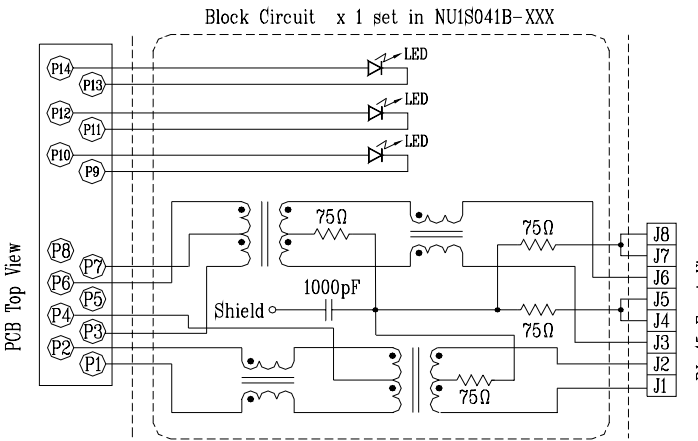 Block Circuit x 1 set in NU1S041B-XXX
P14
LED
P13
P12
LED
P11
P10
LED
P9
75Ω
75Ω
J8
P8
J7
P7
J6
P6
1000pF
J5
P5
Shield
J4
P4
75Ω
P3
J3
P2
J2
P1
J1
75Ω
PCB Top View